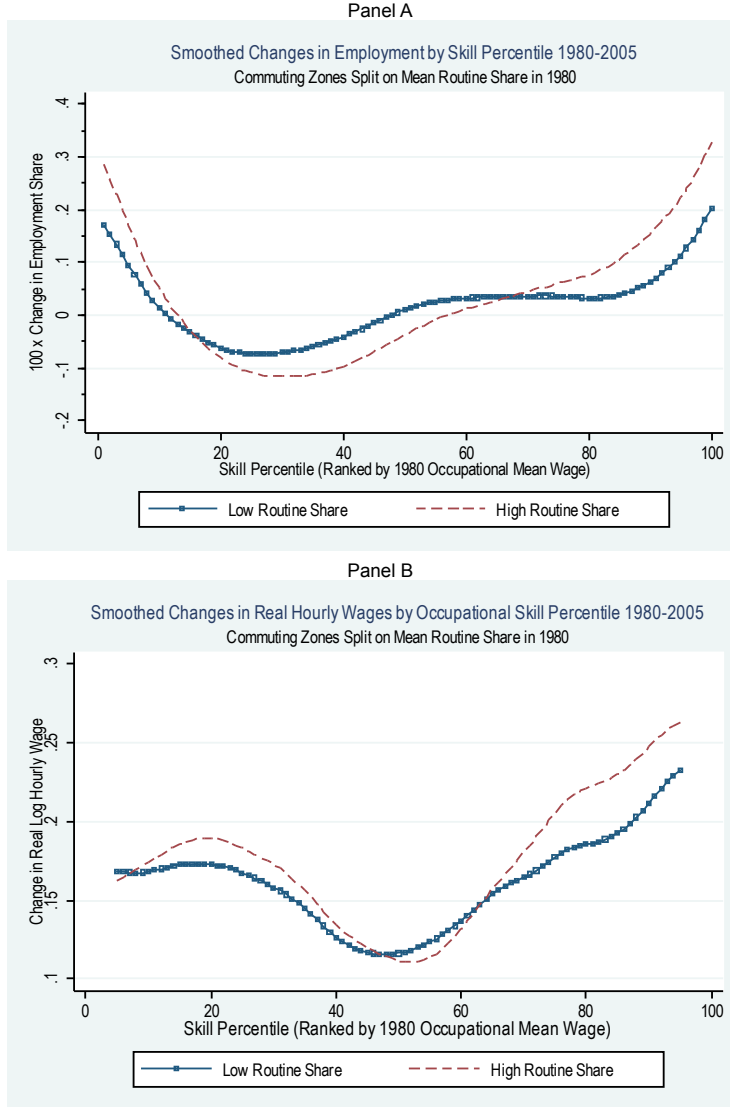 Panel A
Smoothed Changes in Employment by Skill Percentile 1980-2005
Commuting Zones Split on Mean Routine Share in 1980
100 x Change in Employment Share
.4
.3
.2
.1
0
-.1
-.2
0 20 40 60 80 100
Skill Percentile (Ranked by 1980 Occupational Mean Wage)
Low Routine Share High Routine Share
Panel B
Smoothed Changes in Real Hourly Wages by Occupational Skill Percentile 1980-2005
Commuting Zones Split on Mean Routine Share in 1980
Change in Real Log Hourly Wage
.3
.25
.2
.15
.1
0 20 40 60 80 100
Skill Percentile (Ranked by 1980 Occupational Mean Wage)
Low Routine Share High Routine Share